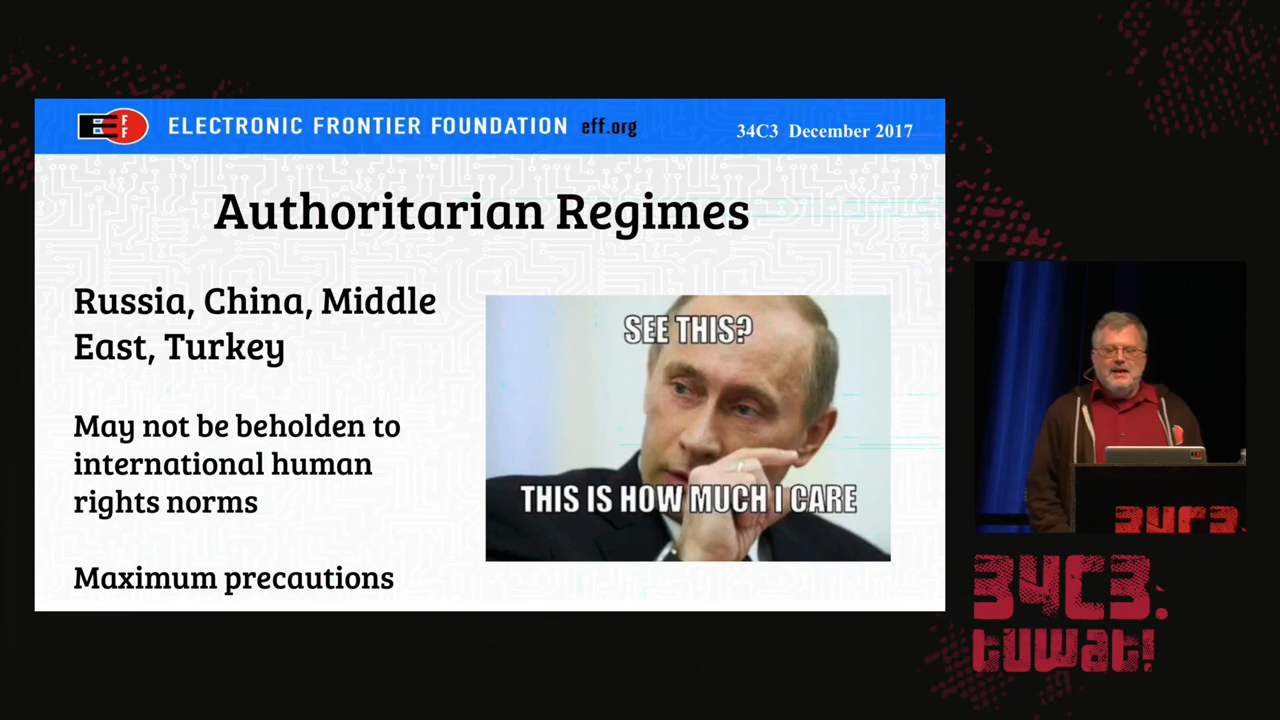 EFF
ELECTRONIC FRONTIER FOUNDATION eff.org
34C3 December 2017
Authoritarian Regimes
Russia, China, Middle
East, Turkey
May not be beholden to
international human
rights norms
Maximum precautions
SEE THIS?
THIS IS HOW MUCH I CARE
34C3.
34C3.
tuwat!